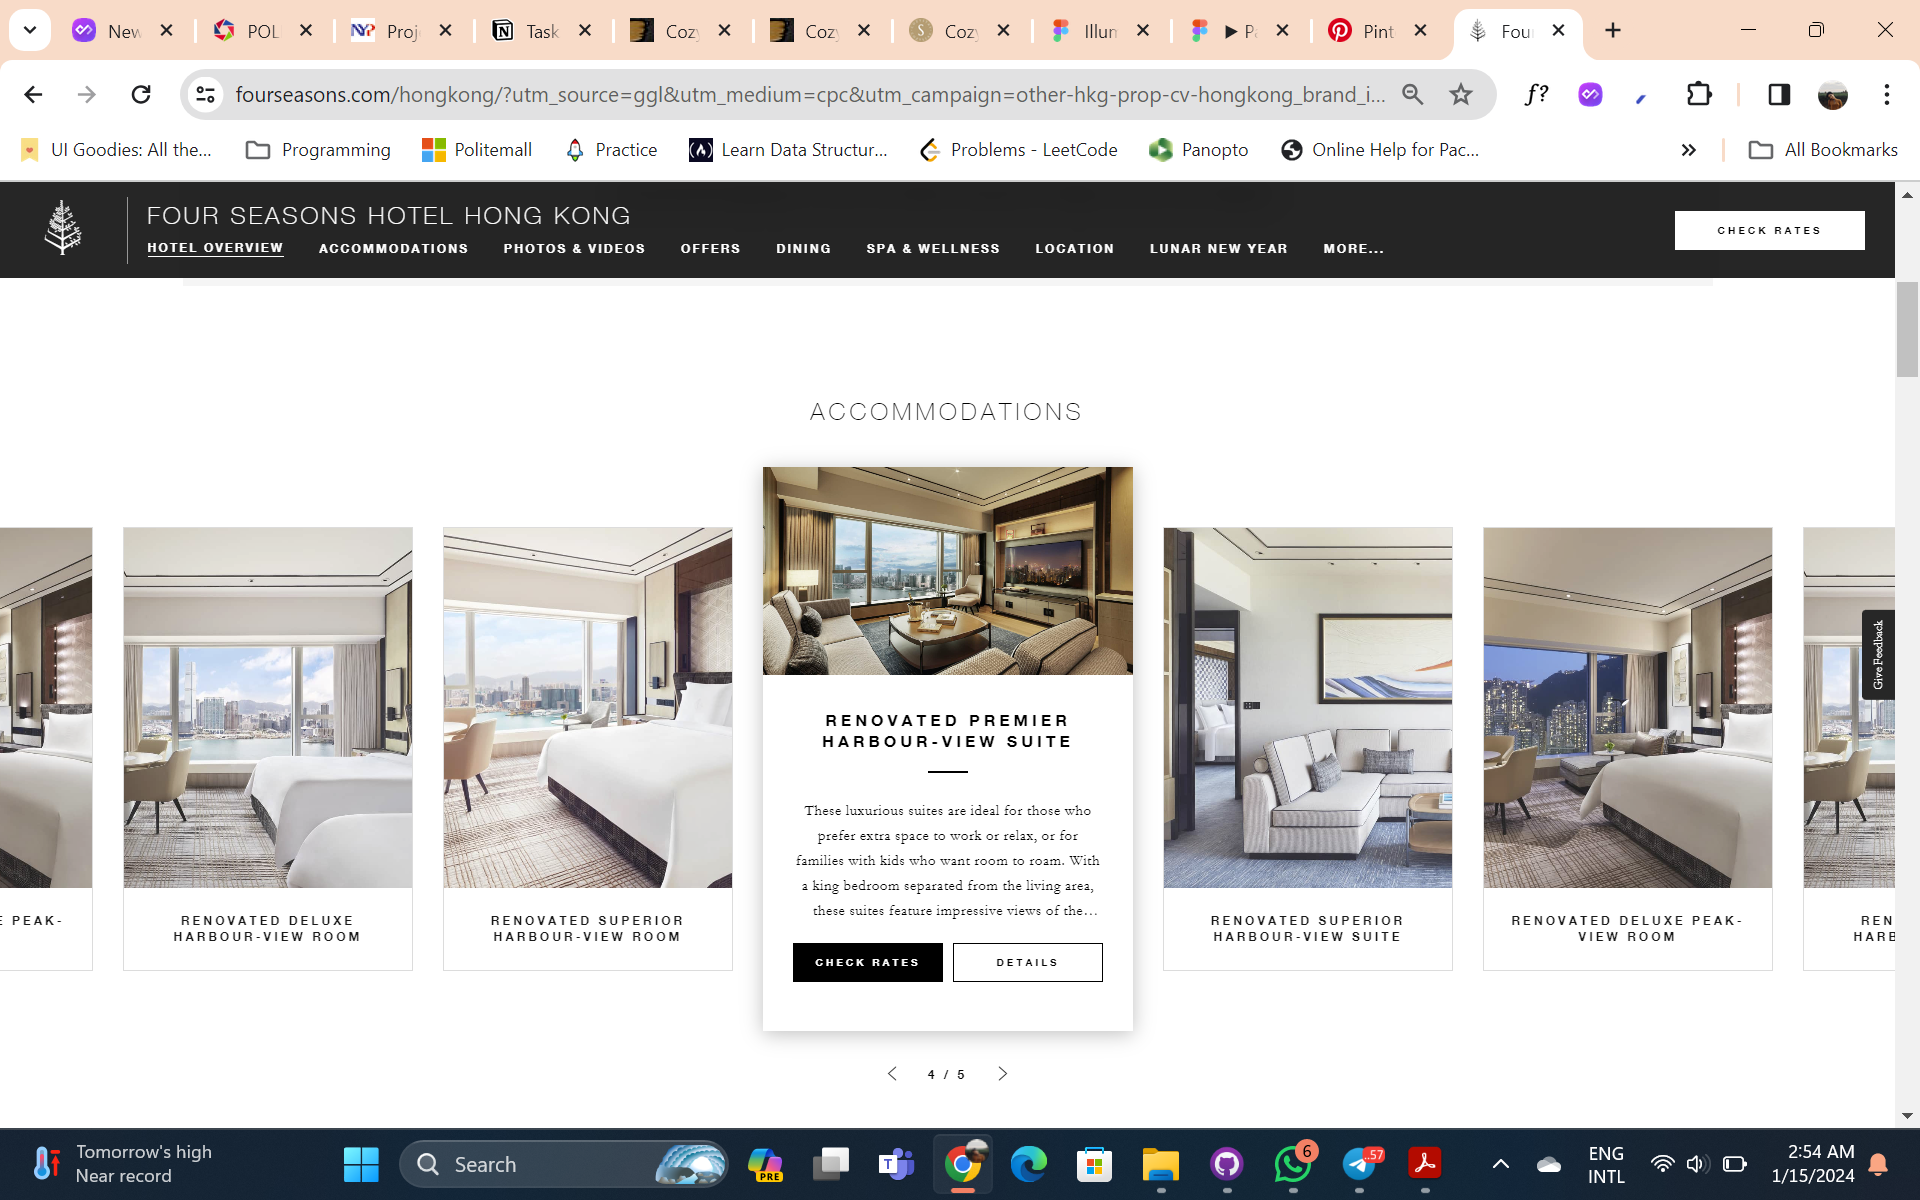 New
POL
Proj
Task
Cozy
Cozy
Cozy
Illun
Pint
Four
fourseasons.com/hongkong/?utm_source=ggl&utm_medium=cpc&utm_campaign=other-hkg-prop-cv-hongkong_brand_i...
f?
UI Goodies: All the...
Programming
Politemall
Practice
Learn Data Structur...
Problems - LeetCode
Panopto
Online Help for Pac...
All Bookmarks
FOUR SEASONS HOTEL HONG KONG
HOTEL OVERVIEW
ACCOMMODATIONS
PHOTOS & VIDEOS
OFFERS
DINING
SPA & WELLNESS
LOCATION
LUNAR NEW YEAR
MORE...
CHECK RATES
ACCOMMODATIONS
E PEAK-
RENOVATED DELUXE
HARBOUR-VIEW ROOM
RENOVATED SUPERIOR
HARBOUR-VIEW ROOM
RENOVATED PREMIER
HARBOUR-VIEW SUITE
These luxurious suites are ideal for those who
prefer extra space to work or relax, or for
families with kids who want room to roam. With
a king bedroom separated from the living area,
these suites feature impressive views of the...
CHECK RATES
DETAILS
RENOVATED SUPERIOR
HARBOUR-VIEW SUITE
RENOVATED DELUXE PEAK-
VIEW ROOM
REN
HARB
Give Feedback
4 / 5
Tomorrow's high
Near record
Search
PRE
6
.57
ENG
INTL
2:54 AM
1/15/2024